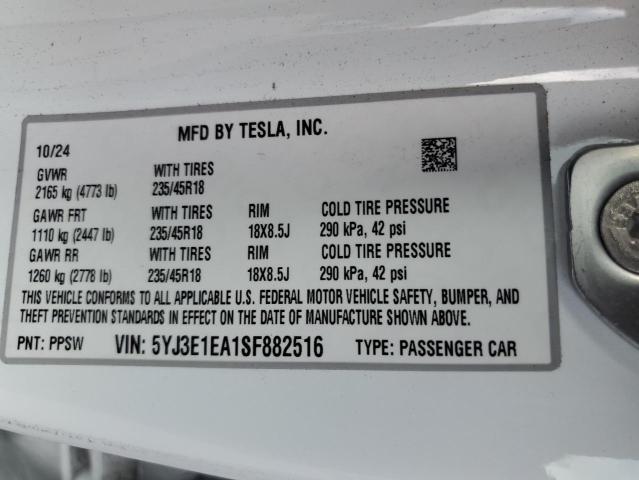 MFD BY TESLA, INC.
10/24
GVWR WITH TIRES
2165 kg (4773 lb) 235/45R18
GAWR FRT WITH TIRES RIM COLD TIRE PRESSURE
1110 kg (2447 lb) 235/45R18 18X8.5J 290 kPa, 42 psi
GAWR RR WITH TIRES RIM COLD TIRE PRESSURE
1260 kg (2778 lb) 235/45R18 18X8.5J 290 kPa, 42 psi
THIS VEHICLE CONFORMS TO ALL APPLICABLE U.S. FEDERAL MOTOR VEHICLE SAFETY, BUMPER, AND
THEFT PREVENTION STANDARDS IN EFFECT ON THE DATE OF MANUFACTURE SHOWN ABOVE.
PNT: PPSW VIN: 5YJ3E1EA1SF882516 TYPE: PASSENGER CAR